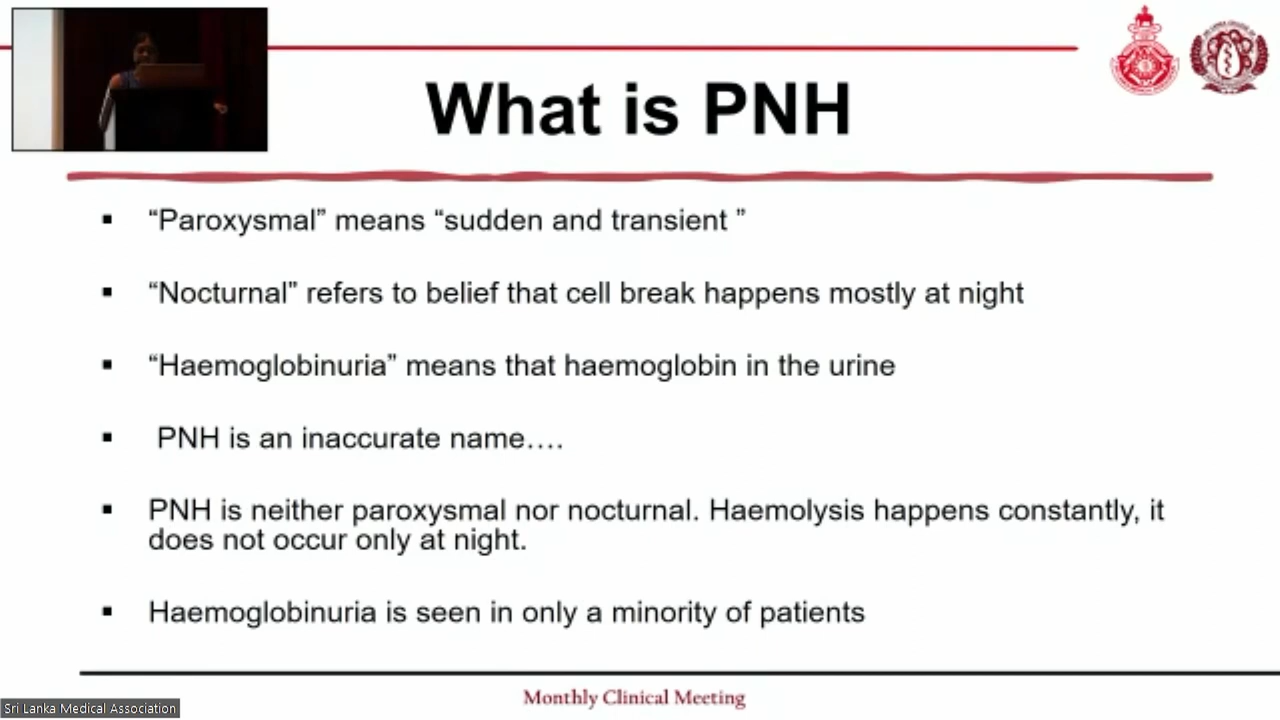 What is PNH
▪ “Paroxysmal” means “sudden and transient ”
▪ “Nocturnal” refers to belief that cell break happens mostly at night
▪ “Haemoglobinuria” means that haemoglobin in the urine
▪ PNH is an inaccurate name….
▪ PNH is neither paroxysmal nor nocturnal. Haemolysis happens constantly, it
does not occur only at night.
▪ Haemoglobinuria is seen in only a minority of patients
Monthly Clinical Meeting
Sri Lanka Medical Association